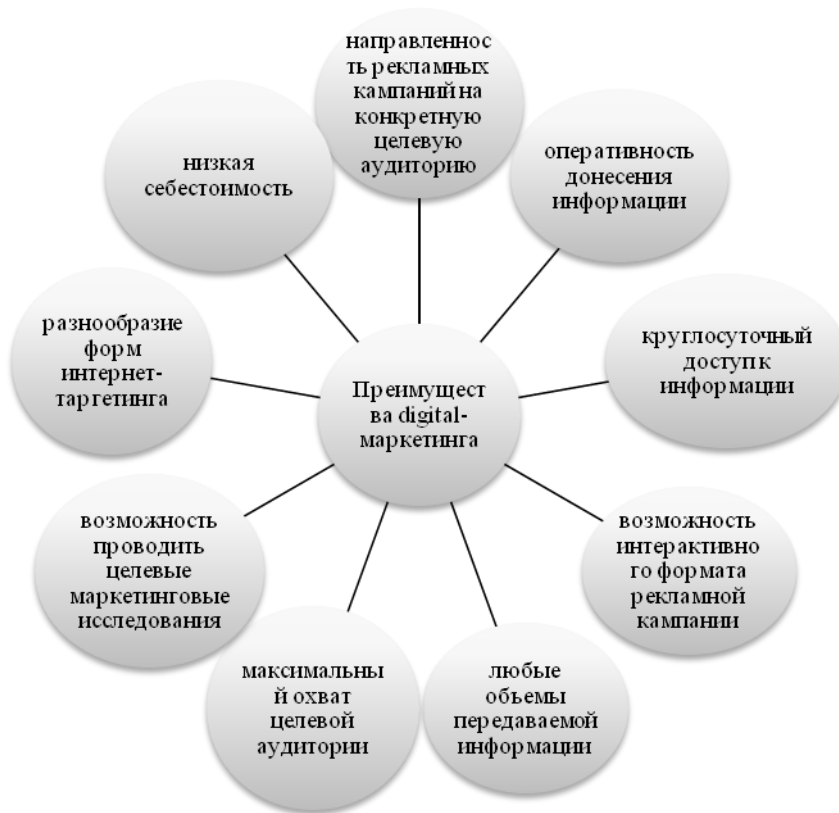 направленнос
ть рекламных
кампаний на
конкретную
целевую
аудиторию
оперативность
донесения
информации
круглосуточный
доступ к
информации
возможность
интерактивно
го формата
рекламной
кампании
любые
объемы
передаваемой
информации
максимальны
й охват
целевой
аудитории
возможность
проводить
целевые
маркетинговые
исследования
разнообразие
форм
интернет-
таргетинга
низкая
себестоимость
Преимущест
ва digital-
маркетинга